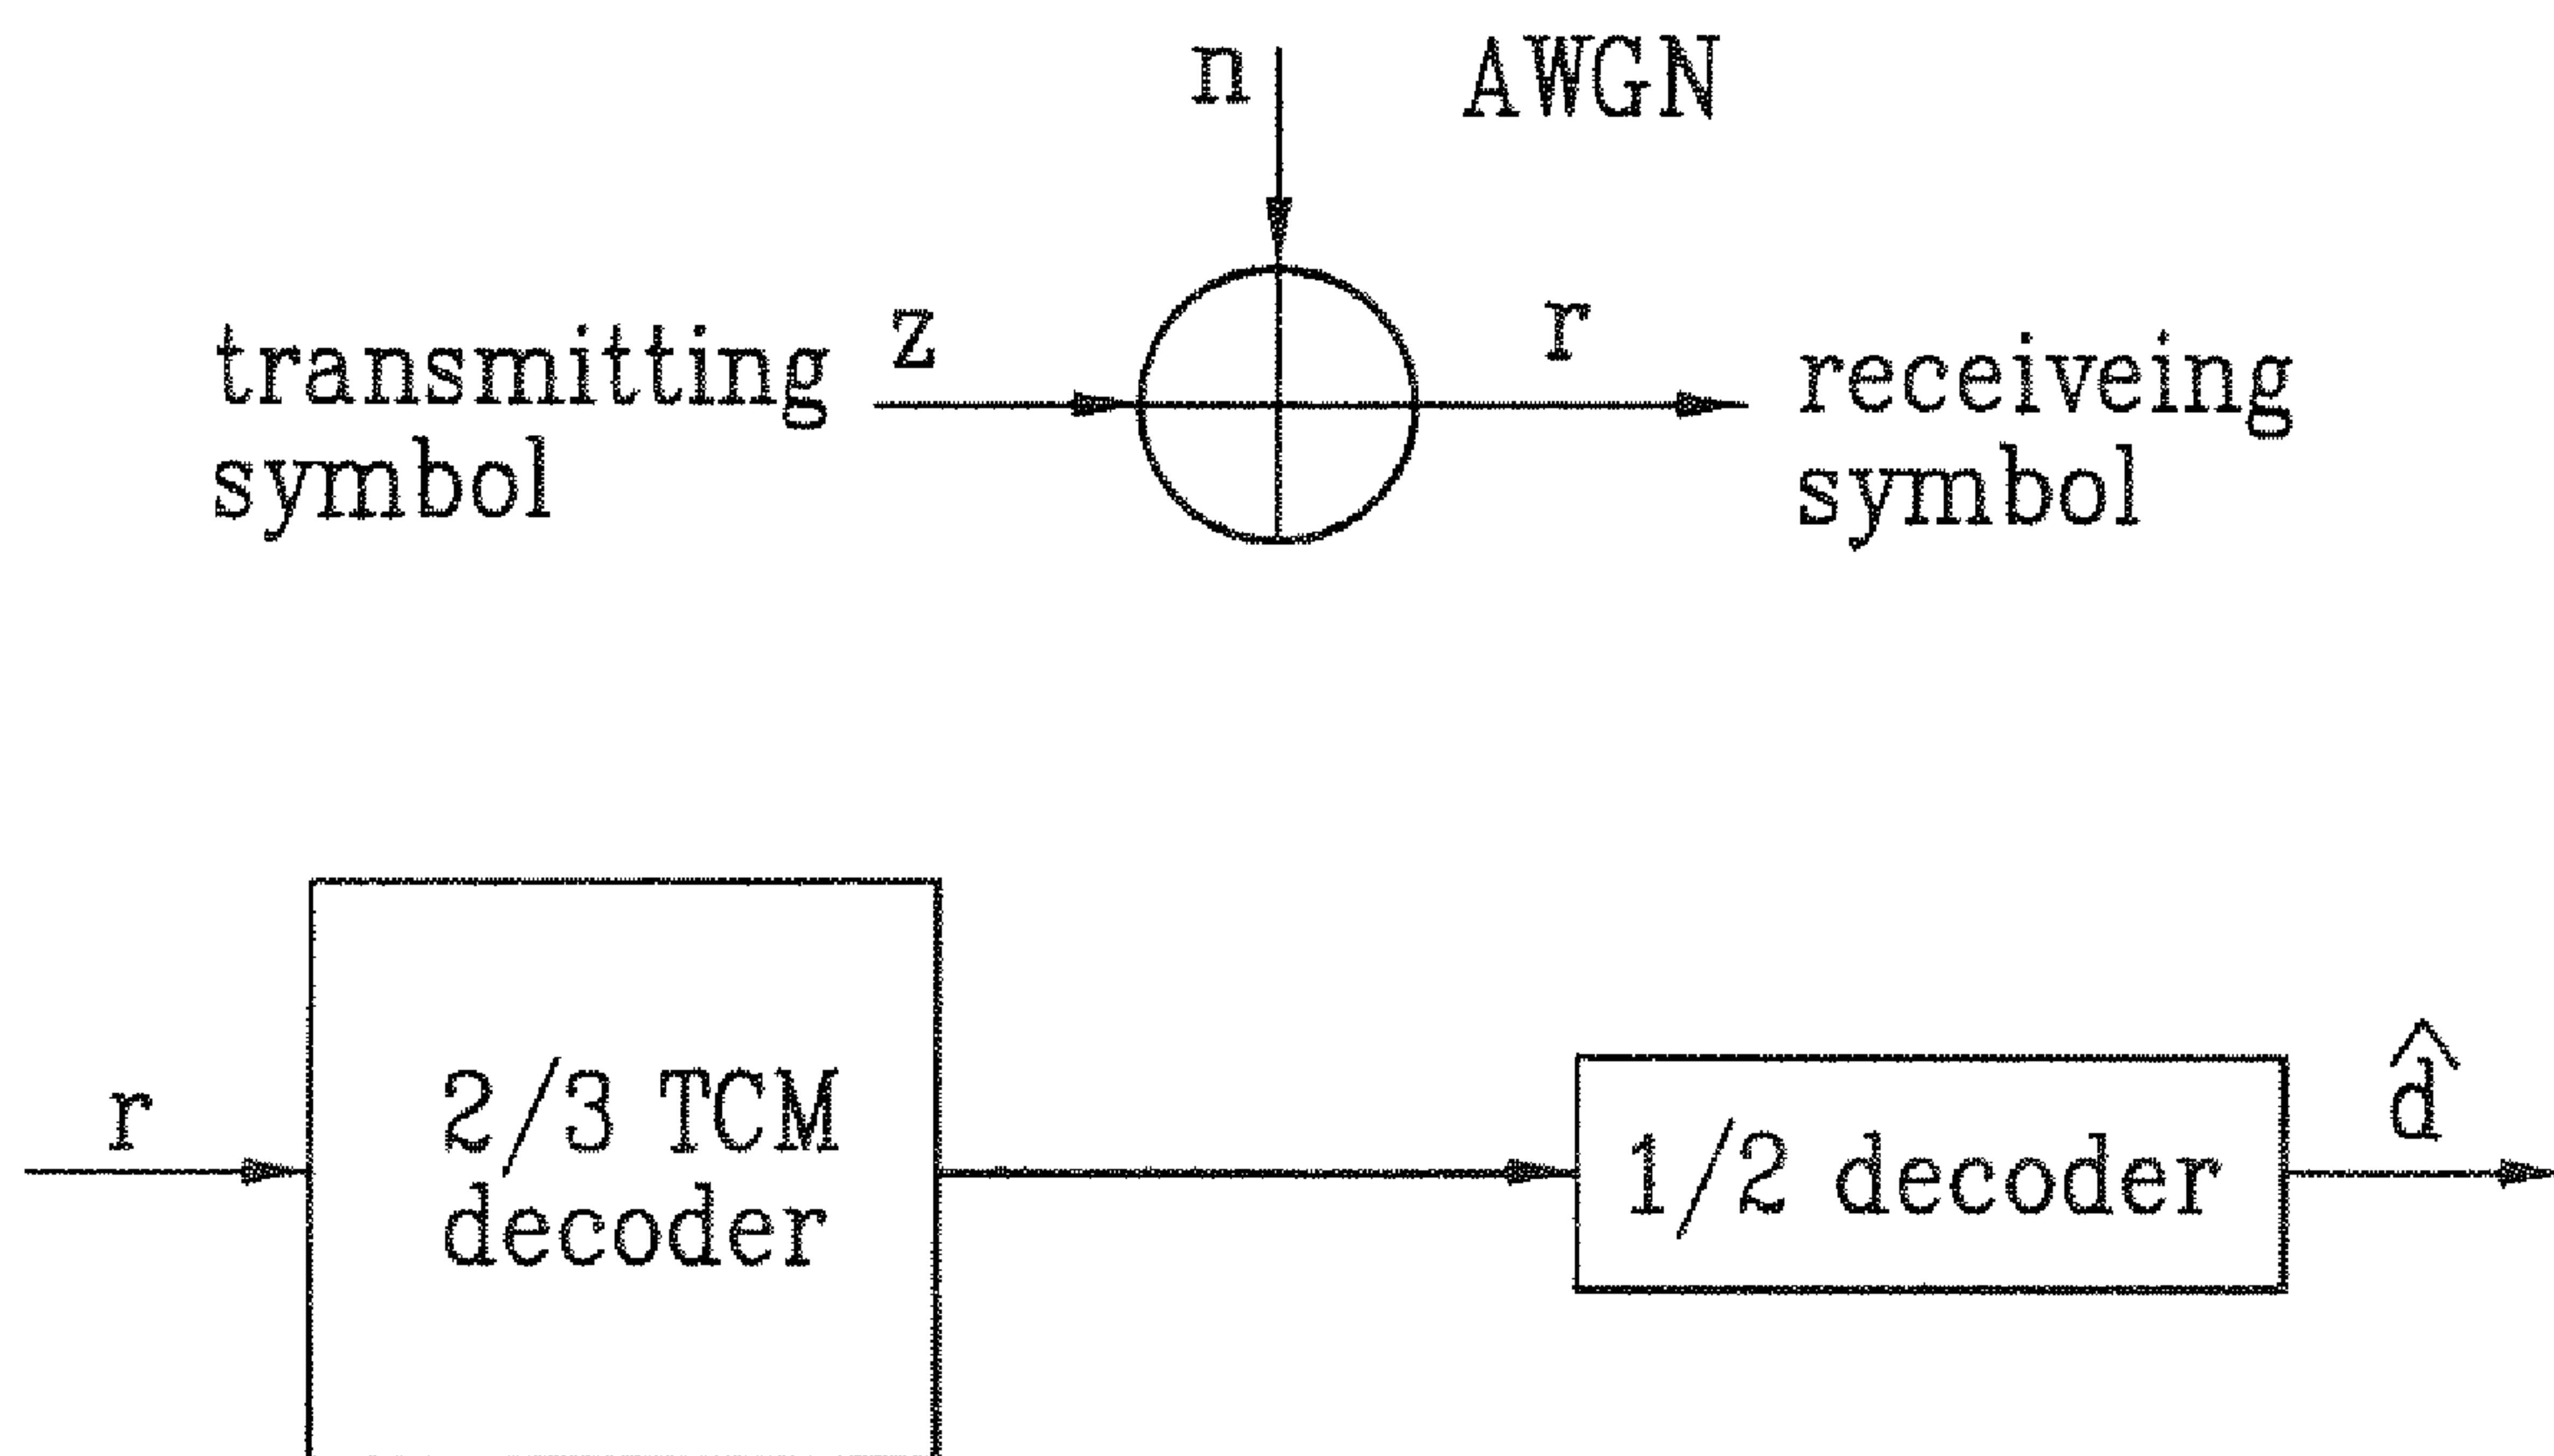 n AWGN
transmitting symbol
z
r
receiveing symbol
r
2/3 TCM
decoder
1/2 decoder
d̂